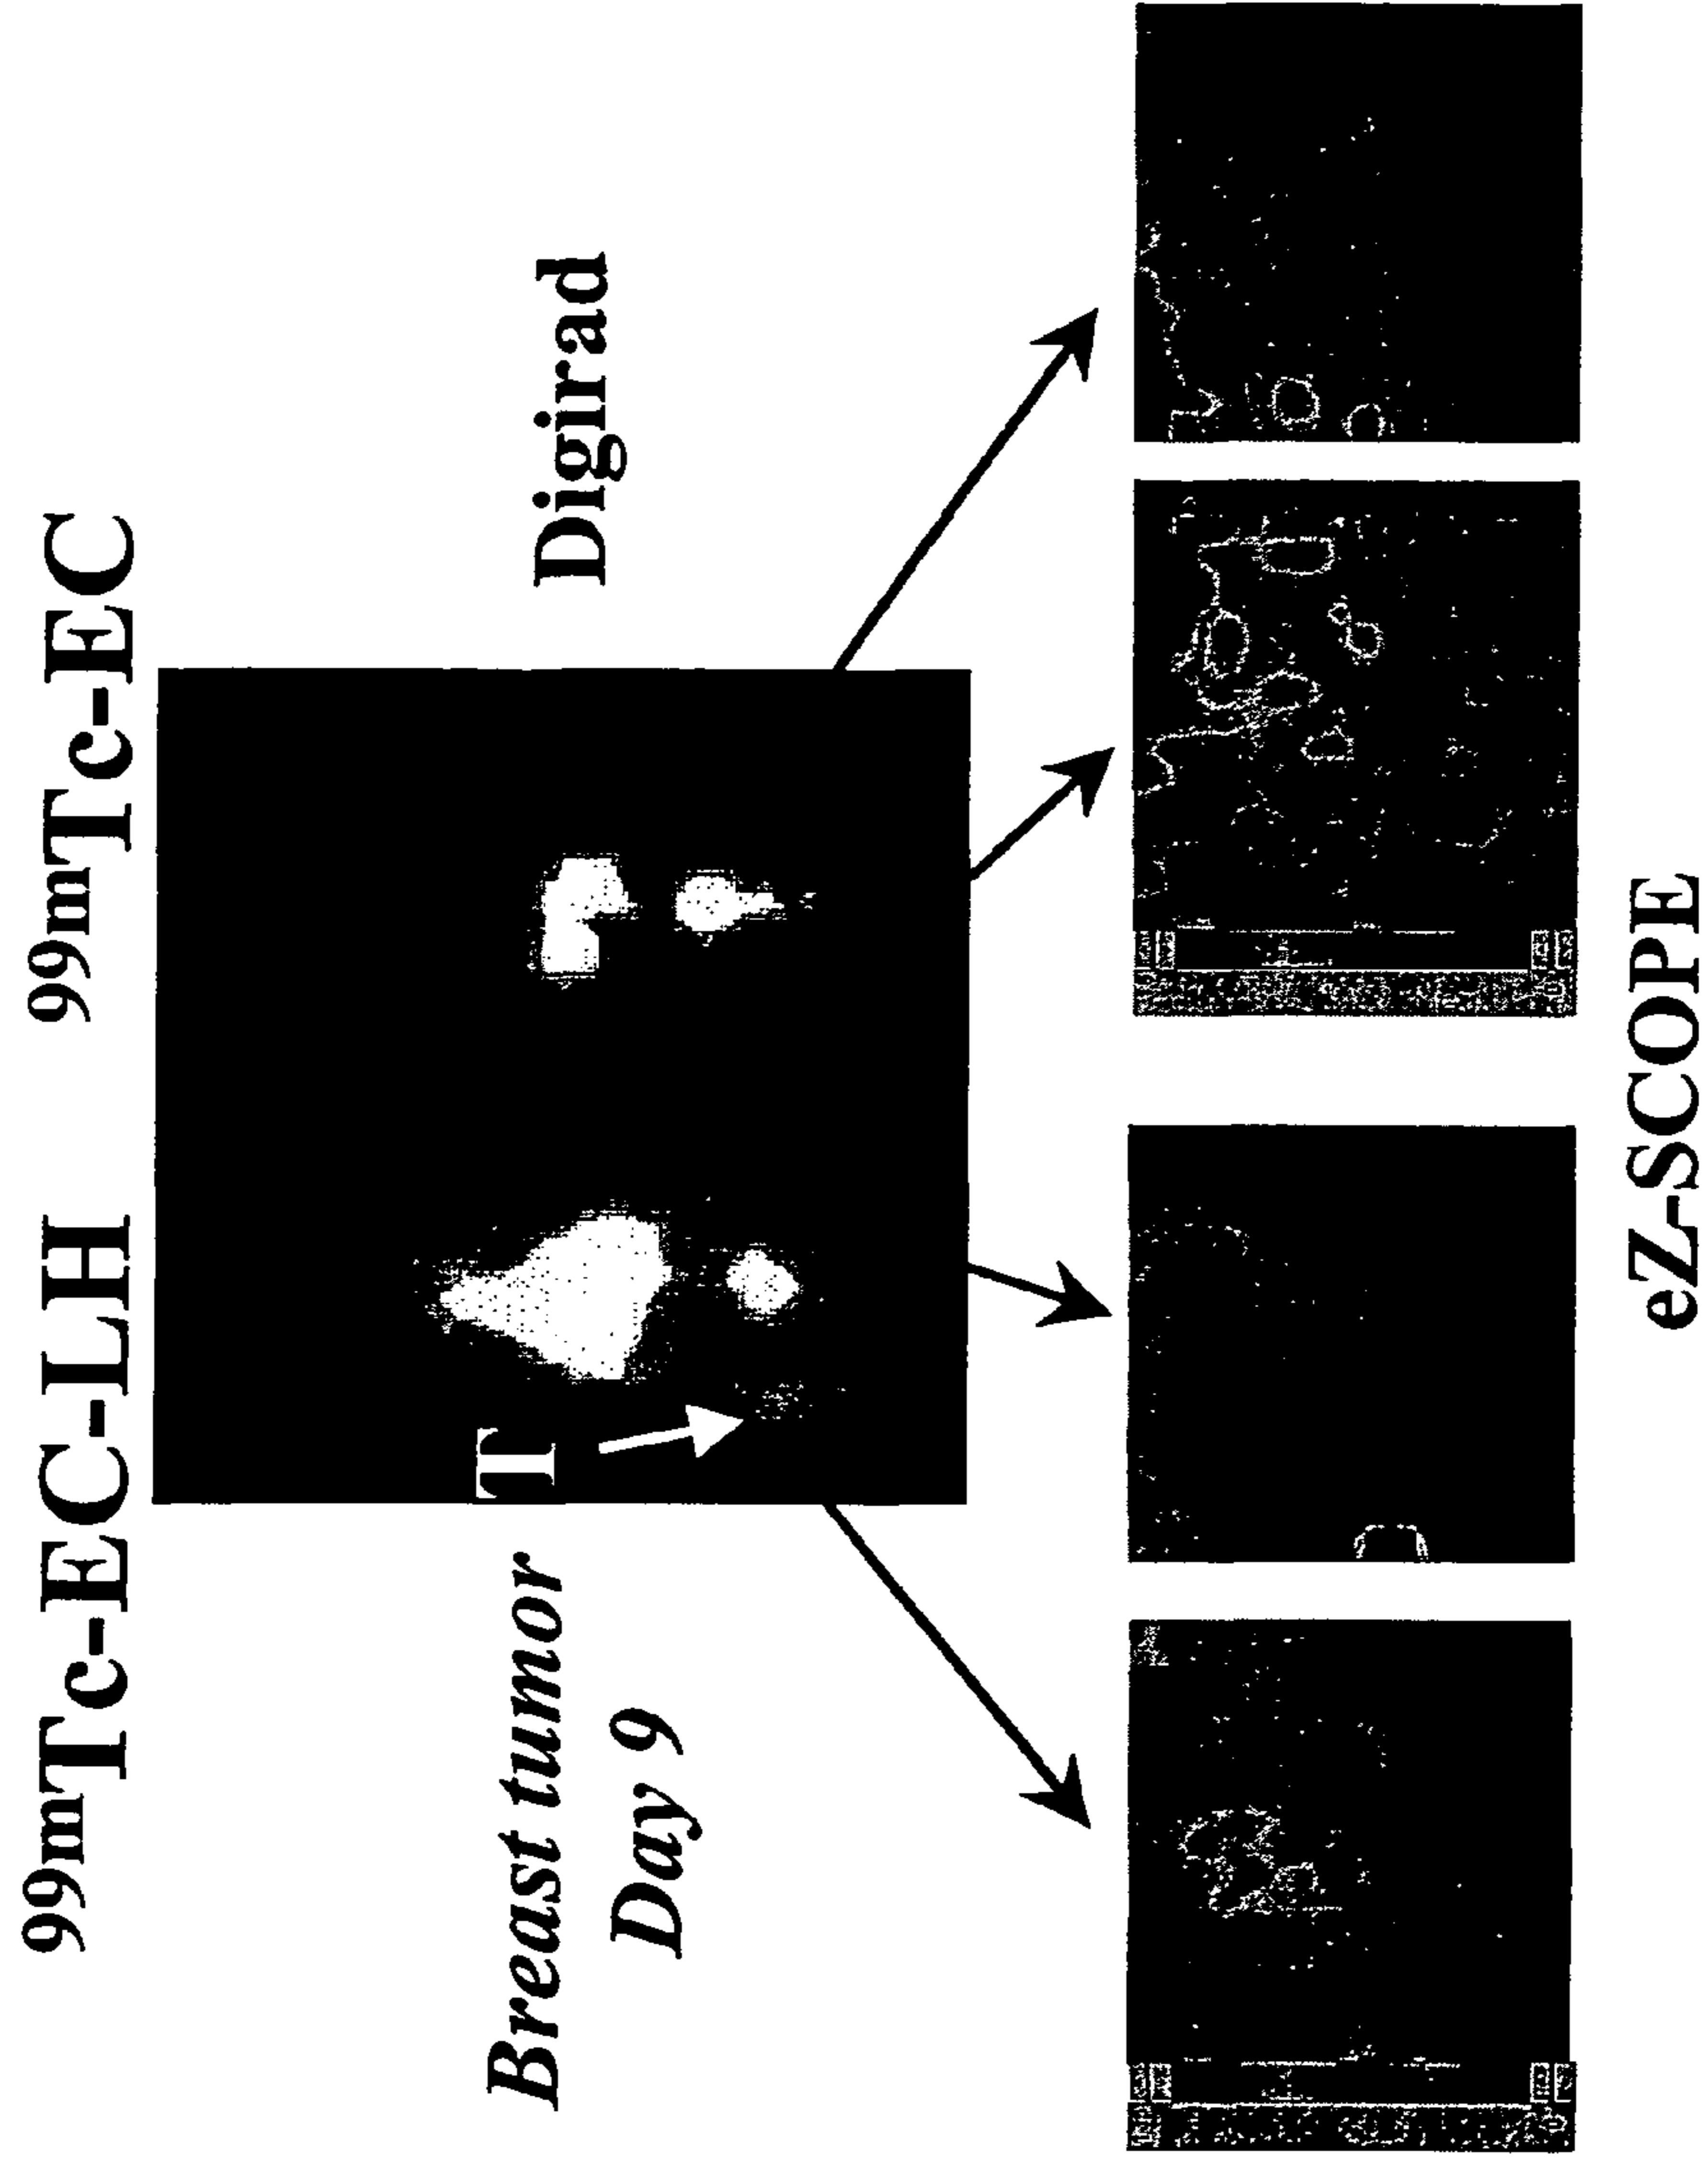 99mTc-EC-LH
99mTc-EC
Breast tumor
Day 9
T
Digirad
eZ-SCOPE